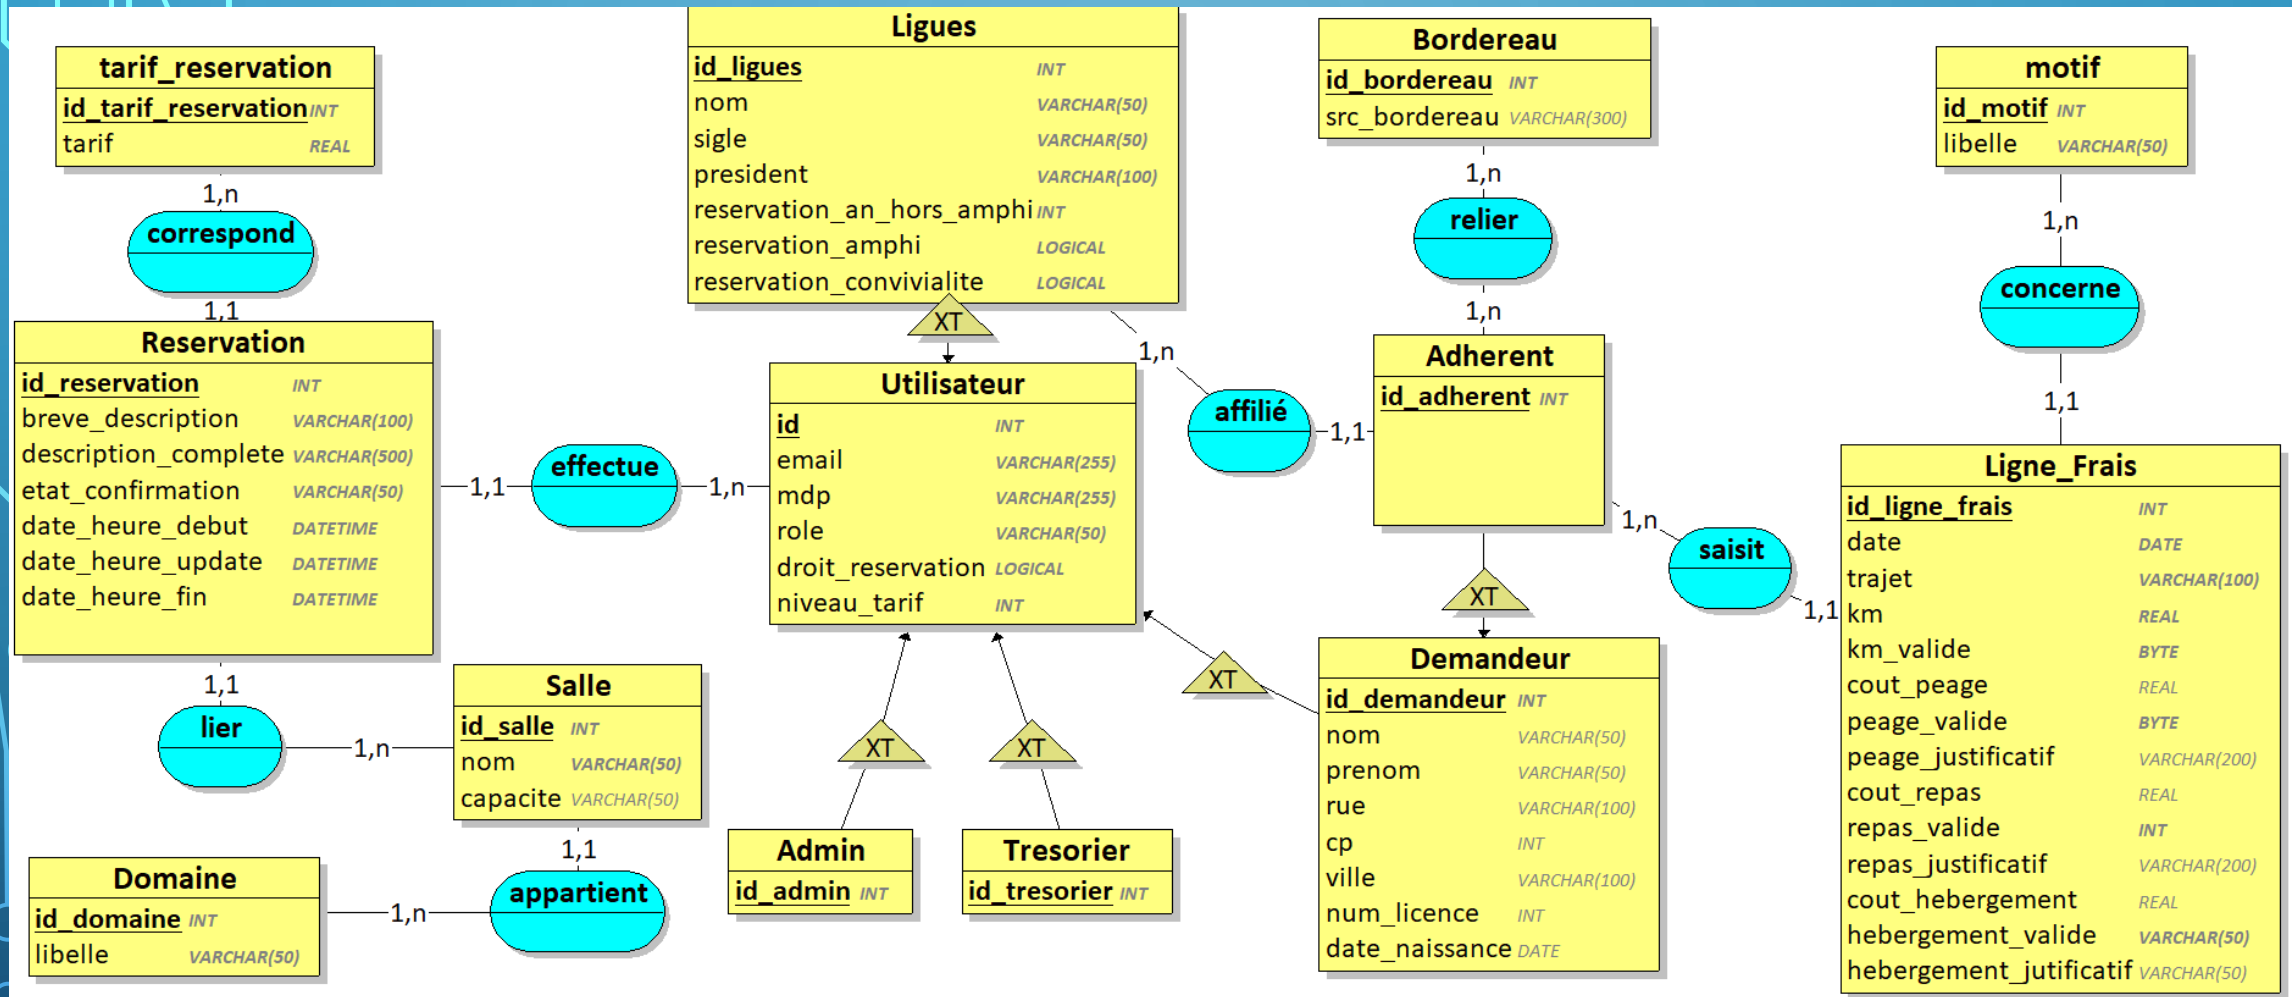 tarif_reservation
id_tarif_reservation INT
tarif REAL
1,n
correspond
1,1
Reservation
id_reservation INT
breve_description VARCHAR(100)
description_complete VARCHAR(500)
etat_confirmation VARCHAR(50)
date_heure_debut DATETIME
date_heure_update DATETIME
date_heure_fin DATETIME
1,1
lier
1,n
1,1
effectue
1,n
Salle
id_salle INT
nom VARCHAR(50)
capacite VARCHAR(50)
1,1
appartient
1,n
Domaine
id_domaine INT
libelle VARCHAR(50)
Ligues
id_ligues INT
nom VARCHAR(50)
sigle VARCHAR(50)
president VARCHAR(100)
reservation_an_hors_amphi INT
reservation_amphi LOGICAL
reservation_convivialite LOGICAL
XT
Utilisateur
id INT
email VARCHAR(255)
mdp VARCHAR(255)
role VARCHAR(50)
droit_reservation LOGICAL
niveau_tarif INT
XT
XT
Admin
id_admin INT
Tresorier
id_tresorier INT
1,n
affilié
1,1
Bordereau
id_bordereau INT
src_bordereau VARCHAR(300)
1,n
relier
1,n
Adherent
id_adherent INT
XT
XT
Demandeur
id_demandeur INT
nom VARCHAR(50)
prenom VARCHAR(50)
rue VARCHAR(100)
cp INT
ville VARCHAR(100)
num_licence INT
date_naissance DATE
1,n
saisit
1,1
motif
id_motif INT
libelle VARCHAR(50)
1,n
concerne
1,1
Ligne_Frais
id_ligne_frais INT
date DATE
trajet VARCHAR(100)
km REAL
km_valide BYTE
cout_peage REAL
peage_valide BYTE
peage_justificatif VARCHAR(200)
cout_repas REAL
repas_valide INT
repas_justificatif VARCHAR(200)
cout_hebergement REAL
hebergement_valide VARCHAR(50)
hebergement_jutificatif VARCHAR(50)